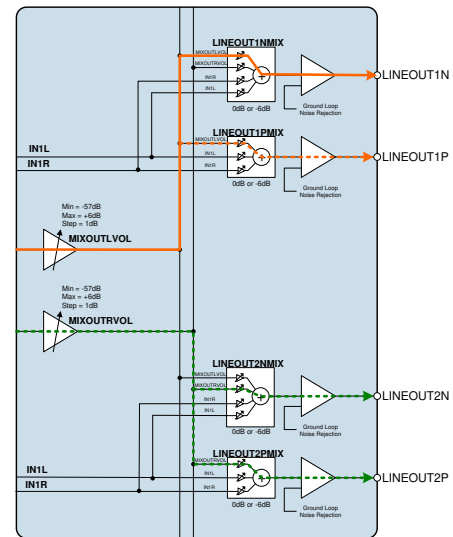 LINEOUT1NMIX
MIXOUTLVOL
MIXOUTRVOL
IN1R
IN1L
0dB or -6dB
Ground Loop
Noise Rejection
LINEOUT1N
LINEOUT1PMIX
MIXOUTLVOL
IN1L
IN1R
0dB or -6dB
Ground Loop
Noise Rejection
LINEOUT1P
IN1L
IN1R
Min = -57dB
Max = +6dB
Step = 1dB
MIXOUTLVOL
Min = -57dB
Max = +6dB
Step = 1dB
MIXOUTRVOL
LINEOUT2NMIX
MIXOUTLVOL
MIXOUTRVOL
IN1R
IN1L
0dB or -6dB
Ground Loop
Noise Rejection
LINEOUT2N
LINEOUT2PMIX
MIXOUTRVOL
IN1L
IN1R
0dB or -6dB
Ground Loop
Noise Rejection
LINEOUT2P
IN1L
IN1R